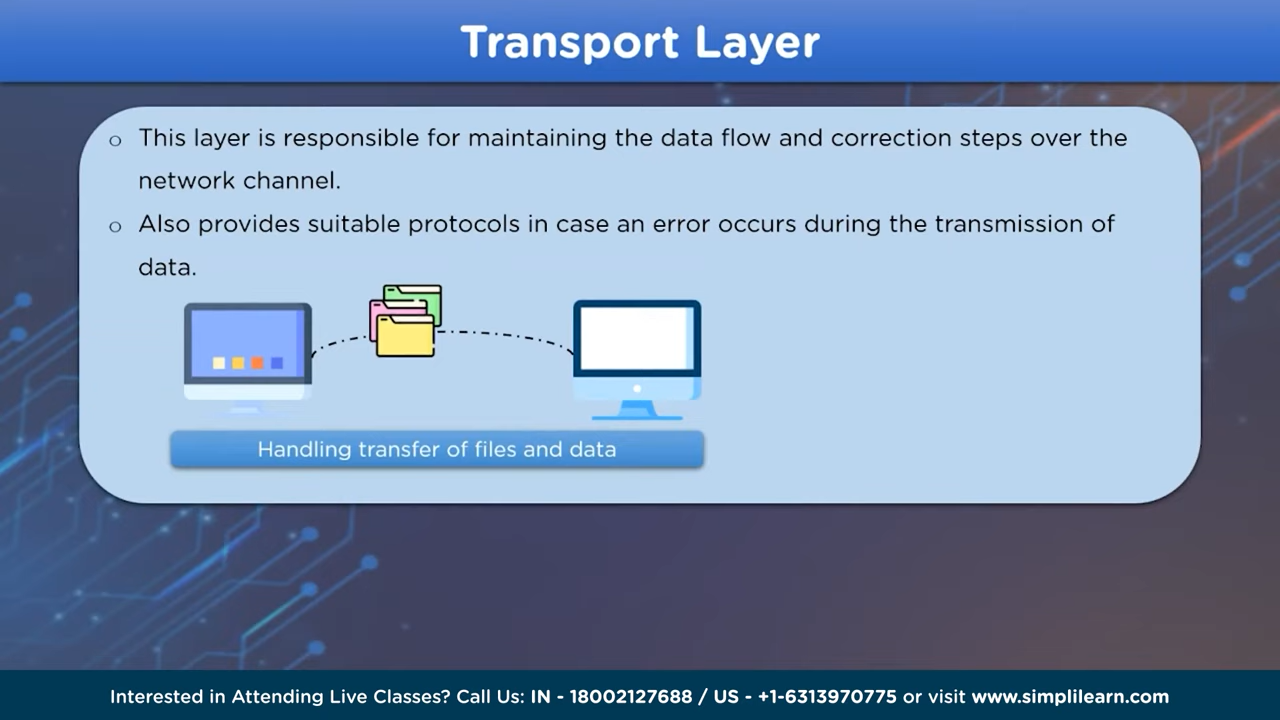 Transport Layer
o This layer is responsible for maintaining the data flow and correction steps over the
network channel.
o Also provides suitable protocols in case an error occurs during the transmission of
data.
Handling transfer of files and data
Interested in Attending Live Classes? Call Us: IN - 18002127688 / US - +1-6313970775 or visit www.simplilearn.com